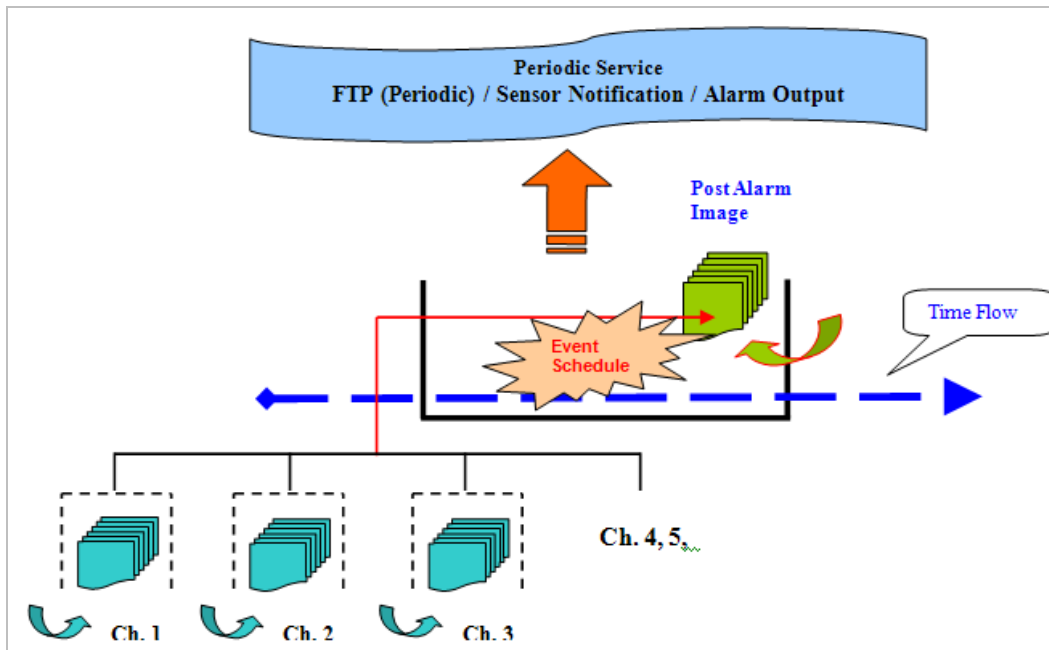 Periodic Service
FTP (Periodic) / Sensor Notification / Alarm Output
Post Alarm
Image
Time Flow
Event
Schedule
Ch. 4, 5,
Ch. 1
Ch. 2
Ch. 3